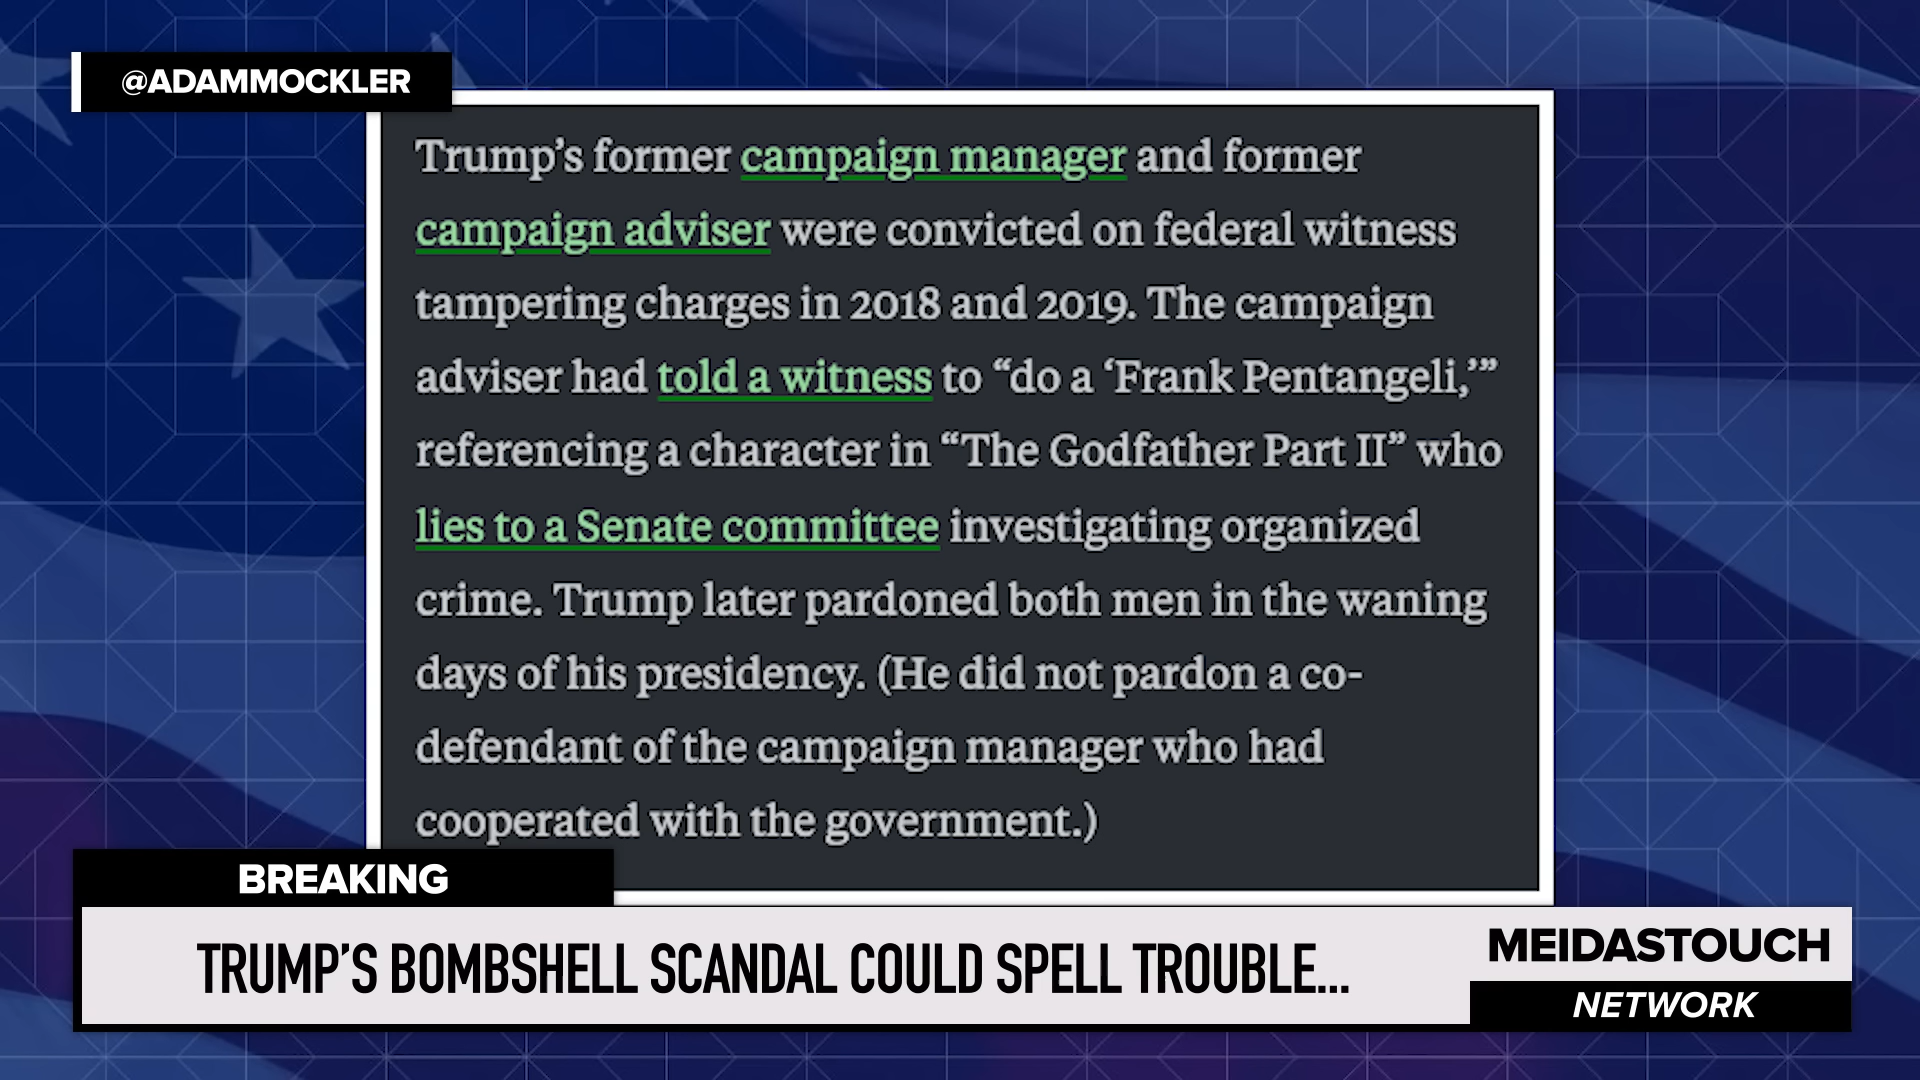 @ADAMMOCKLER
Trump’s former campaign manager and former
campaign adviser were convicted on federal witness
tampering charges in 2018 and 2019. The campaign
adviser had told a witness to “do a ‘Frank Pentangeli,’”
referencing a character in “The Godfather Part II” who
lies to a Senate committee investigating organized
crime. Trump later pardoned both men in the waning
days of his presidency. (He did not pardon a co-
defendant of the campaign manager who had
cooperated with the government.)
BREAKING
TRUMP’S BOMBSHELL SCANDAL COULD SPELL TROUBLE...
MEIDASTOUCH
NETWORK